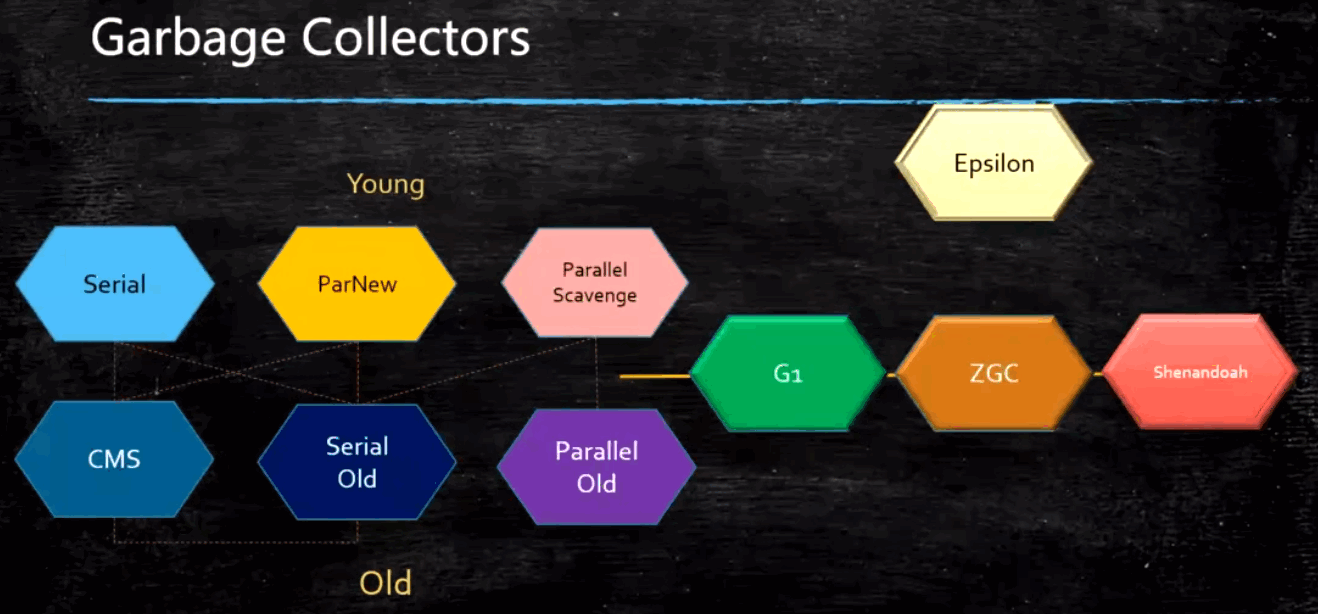 Garbage Collectors
Epsilon
Young
Serial
ParNew
Parallel
Scavenge
G1
ZGC
Shenandoah
CMS
Serial
Old
Parallel
Old
Old